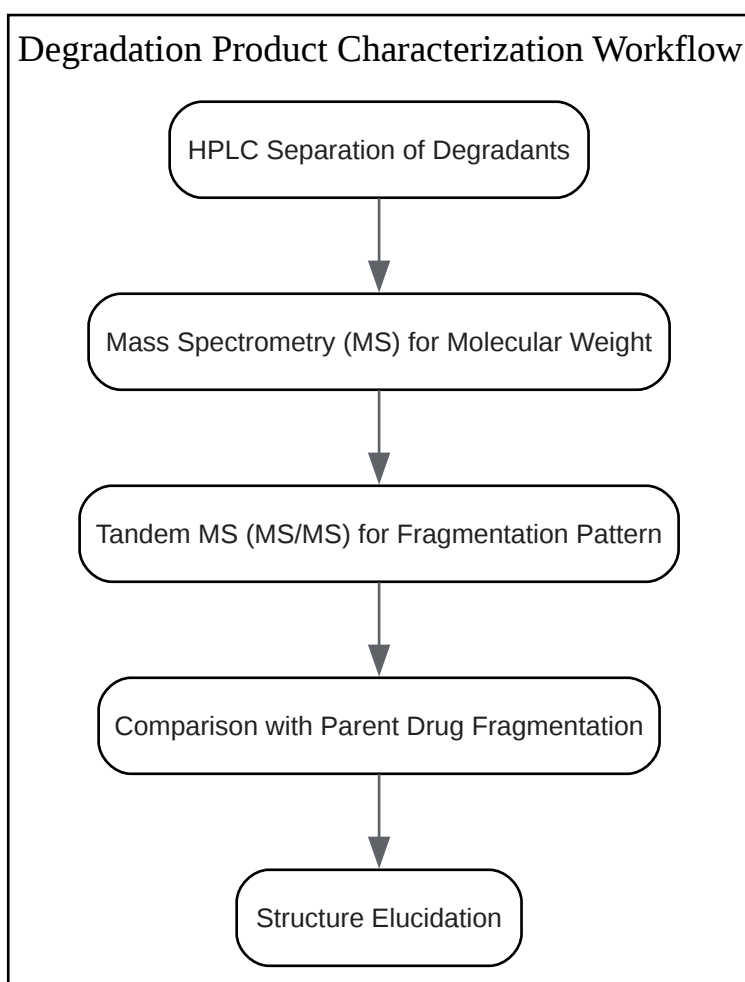 Degradation Product Characterization Workflow
HPLC Separation of Degradants
Mass Spectrometry (MS) for Molecular Weight
Tandem MS (MS/MS) for Fragmentation Pattern
Comparison with Parent Drug Fragmentation
Structure Elucidation